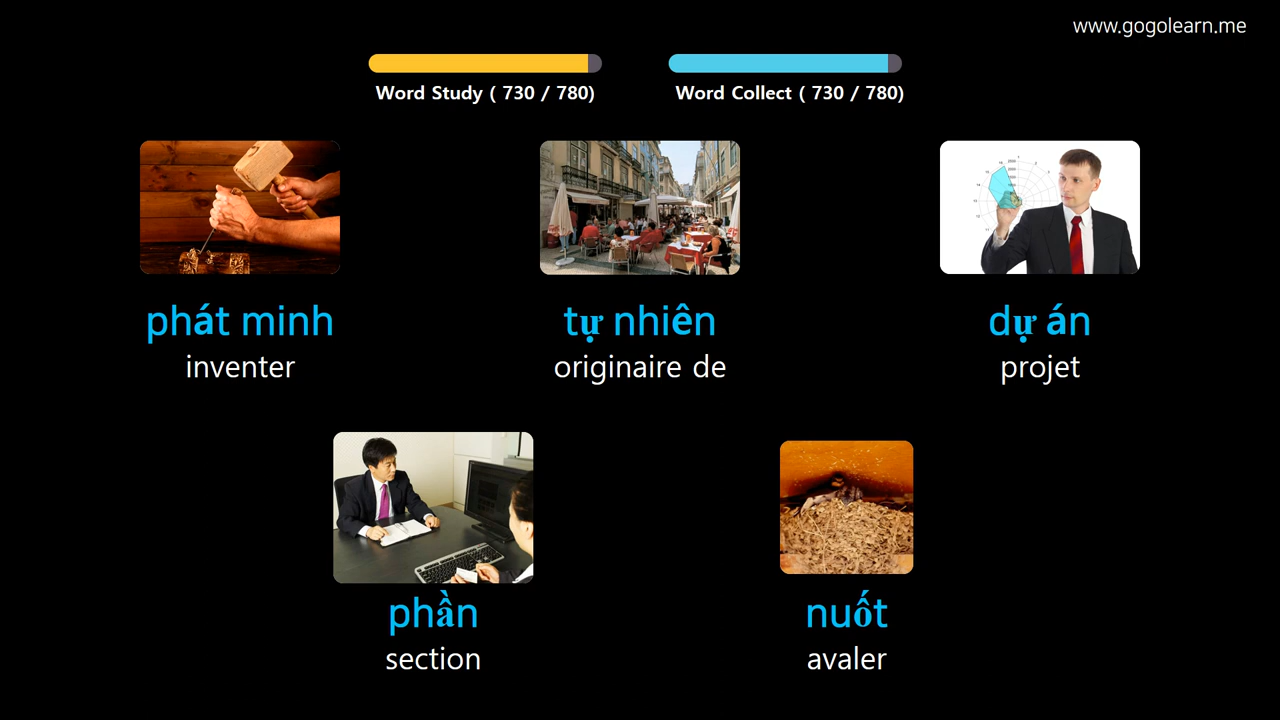 www.gogolearn.me
Word Study ( 730 / 780)
Word Collect ( 730 / 780)
phát minh
inventer
tự nhiên
originaire de
dự án
projet
phần
section
nuốt
avaler